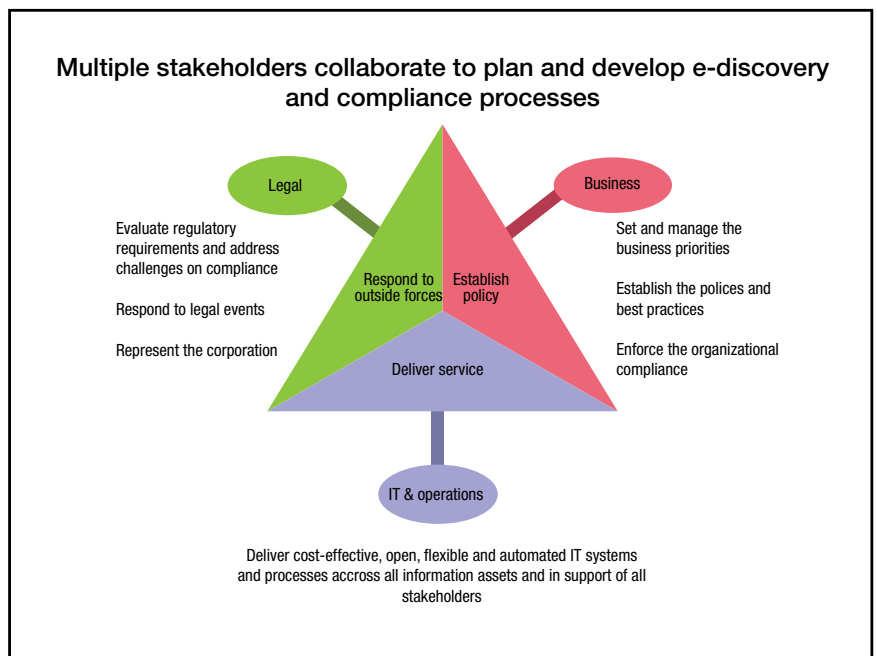 Multiple stakeholders collaborate to plan and develop e-discovery
and compliance processes
Legal
Evaluate regulatory
requirements and address
challenges on compliance
Respond to legal events
Represent the corporation
Respond to
outside forces
Establish
policy
Deliver service
Business
Set and manage the
business priorities
Establish the polices and
best practices
Enforce the organizational
compliance
IT & operations
Deliver cost-effective, open, flexible and automated IT systems
and processes accross all information assets and in support of all
stakeholders